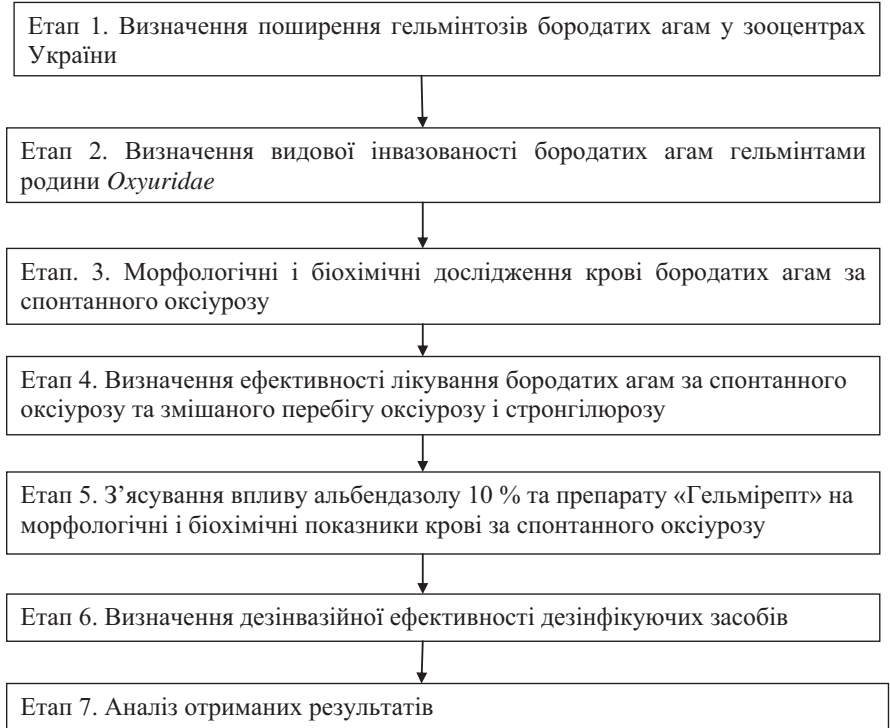 Етап 1. Визначення поширення гельмінтозів бородатих агам у зооцентрах
України
Етап 2. Визначення видової інвазованості бородатих агам гельмінтами
родини Oxyuridae
Етап. 3. Морфологічні і біохімічні дослідження крові бородатих агам за
спонтанного оксіурозу
Етап 4. Визначення ефективності лікування бородатих агам за спонтанного
оксіурозу та змішаного перебігу оксіурозу і стронгілюрозу
Етап 5. З’ясування впливу альбендазолу 10 % та препарату «Гельмірепт» на
морфологічні і біохімічні показники крові за спонтанного оксіурозу
Етап 6. Визначення дезінвазійної ефективності дезінфікуючих засобів
Етап 7. Аналіз отриманих результатів